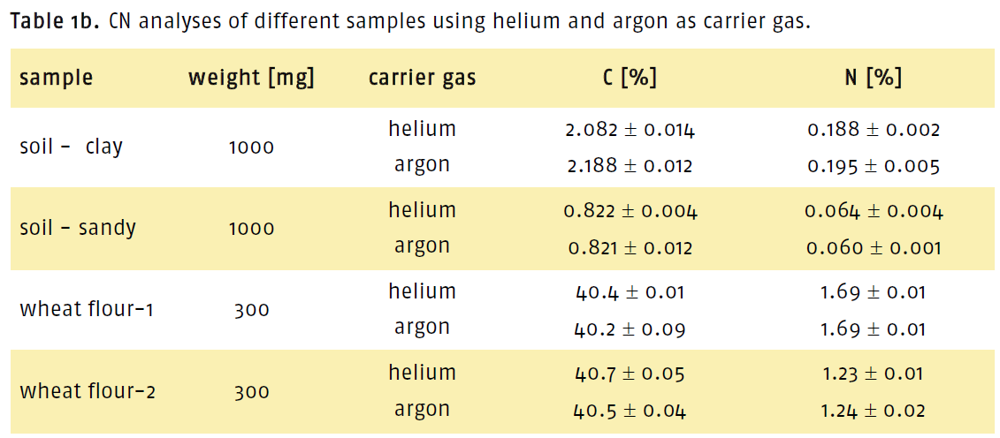 Table 1b. CN analyses of different samples using helium and argon as carrier gas.
sample weight [mg] carrier gas C [%] N [%]
soil - clay 1000 helium 2.082 ± 0.014 0.188 ± 0.002
argon 2.188 ± 0.012 0.195 ± 0.005
soil - sandy 1000 helium 0.822 ± 0.004 0.064 ± 0.004
argon 0.821 ± 0.012 0.060 ± 0.001
wheat flour-1 300 helium 40.4 ± 0.01 1.69 ± 0.01
argon 40.2 ± 0.09 1.69 ± 0.01
wheat flour-2 300 helium 40.7 ± 0.05 1.23 ± 0.01
argon 40.5 ± 0.04 1.24 ± 0.02